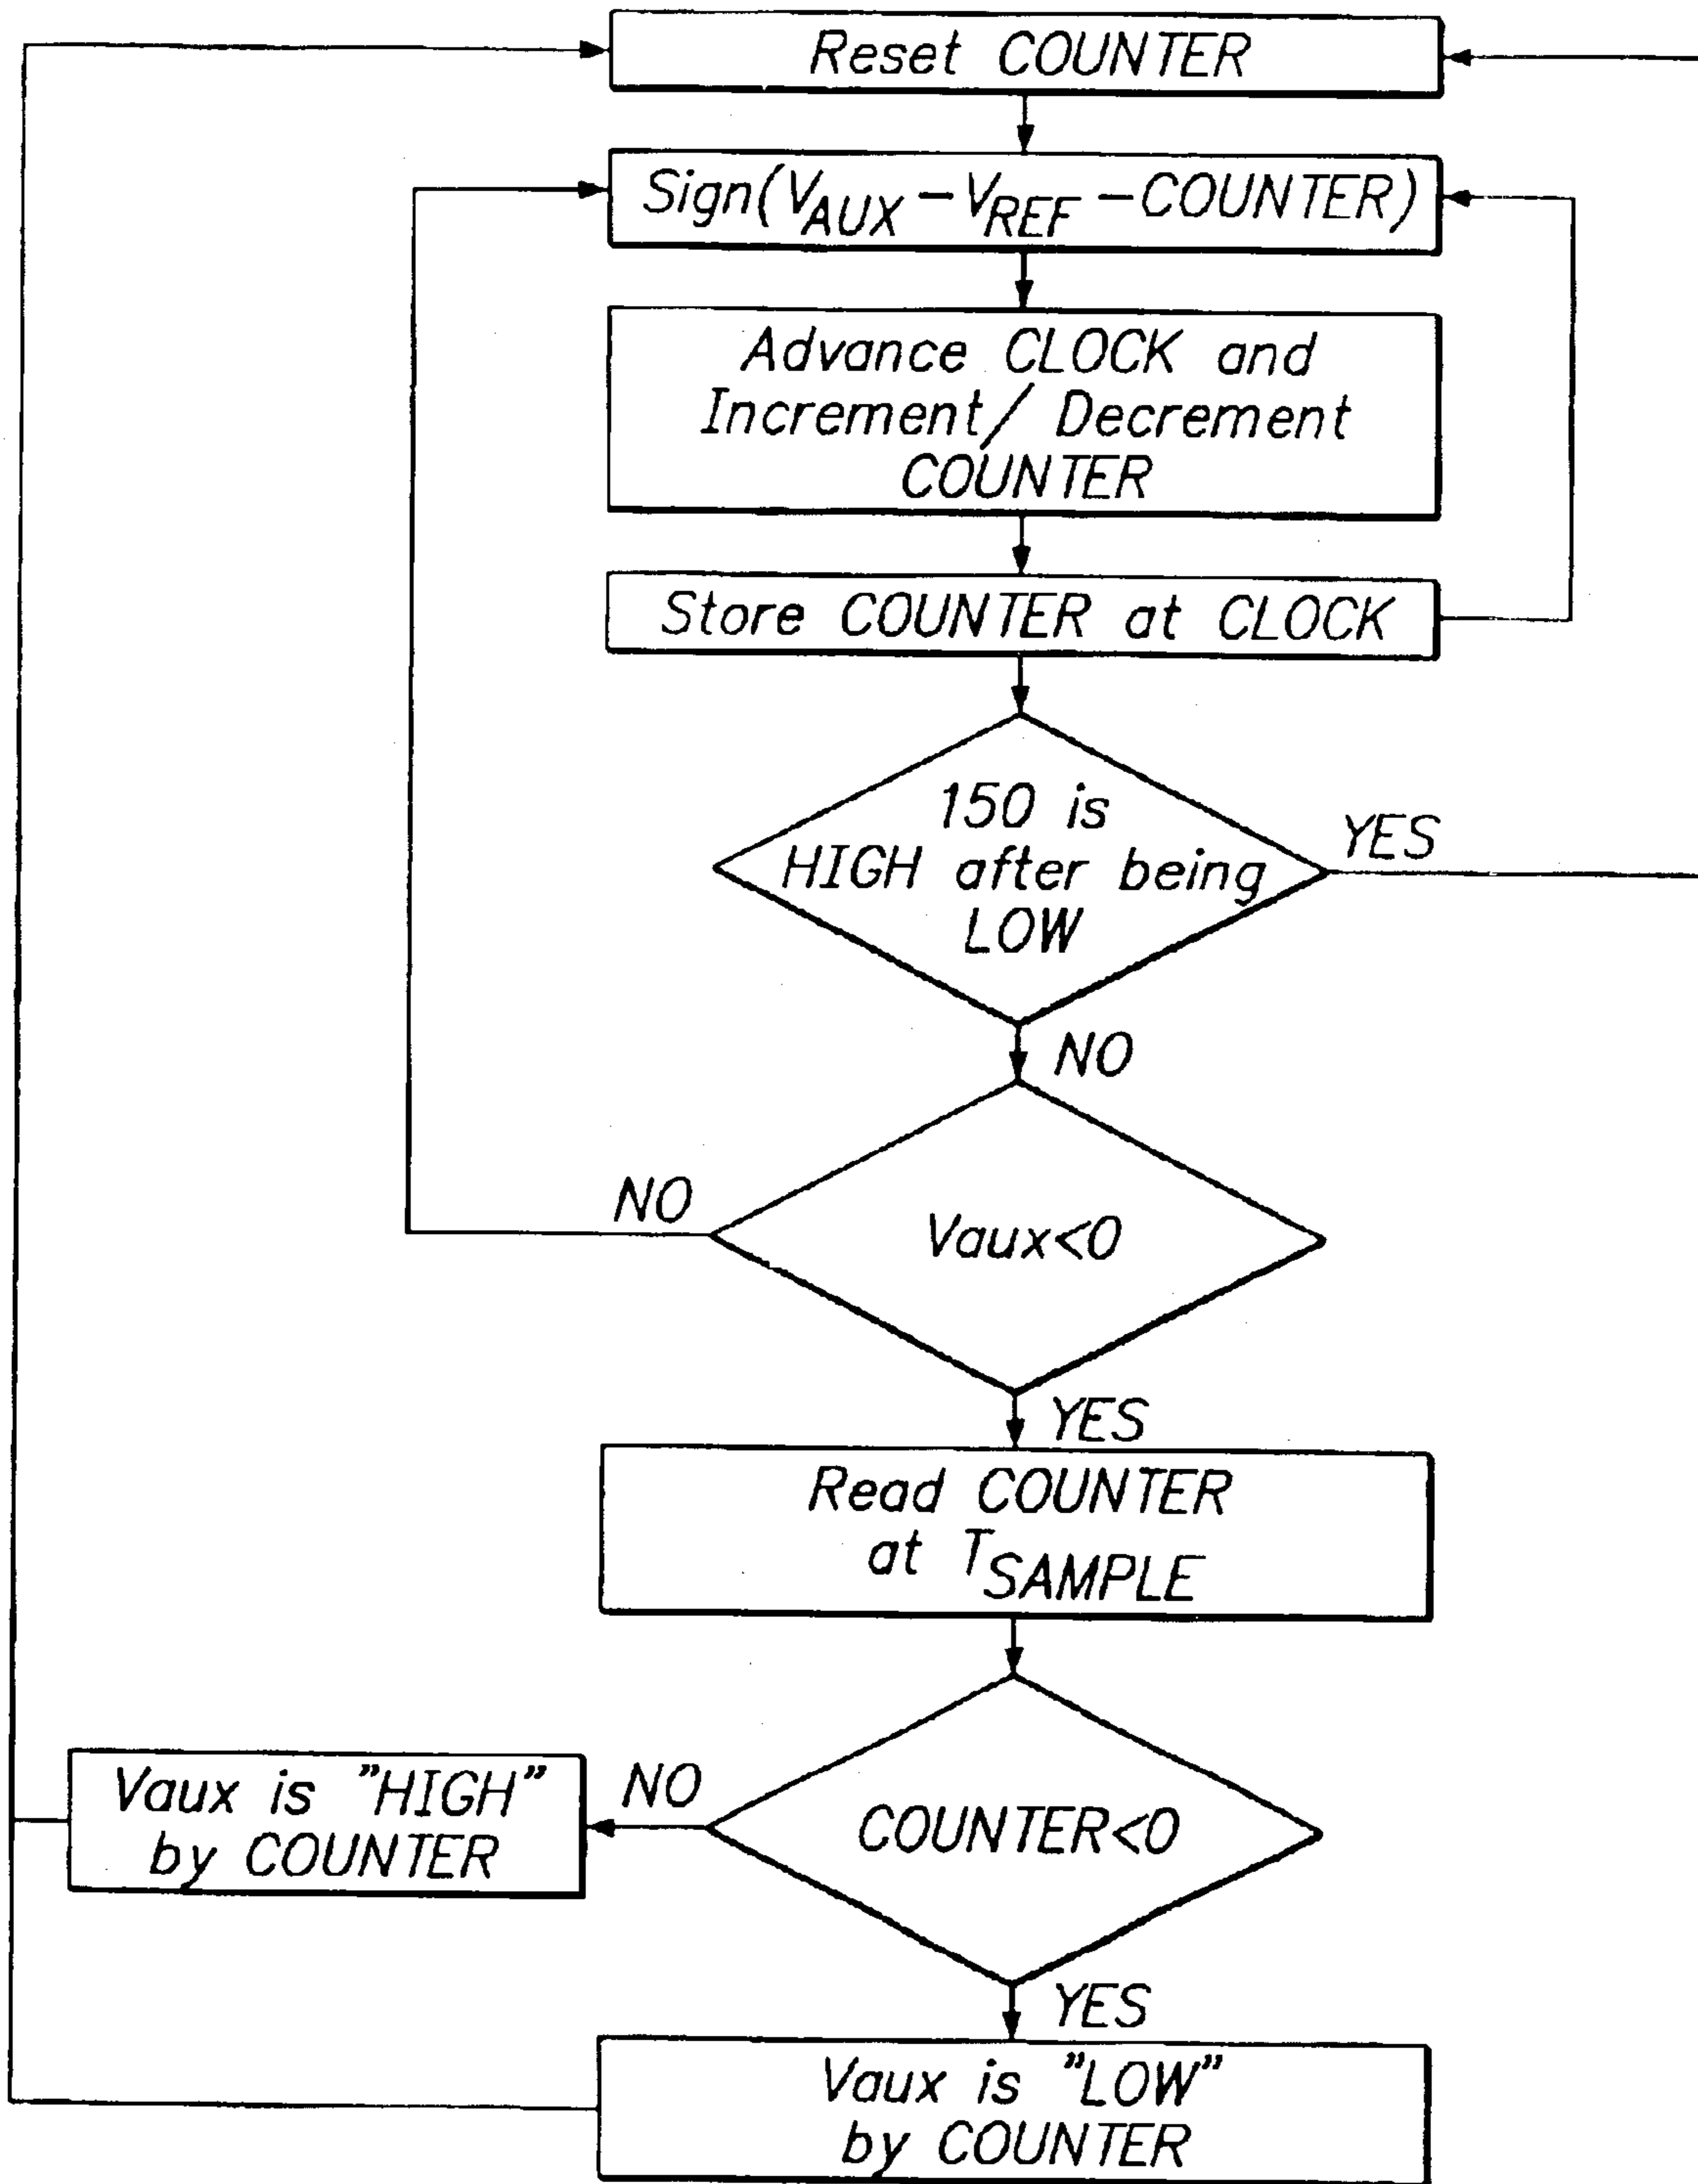 Reset COUNTER
Sign(VAUX -VREF -COUNTER)
Advance CLOCK and
Increment/ Decrement
COUNTER
Store COUNTER at CLOCK
150 is
HIGH after being
LOW
YES
NO
NO
Vaux<0
YES
Read COUNTER
at TSAMPLE
Vaux is "HIGH"
by COUNTER
NO
COUNTER<0
YES
Vaux is "LOW"
by COUNTER